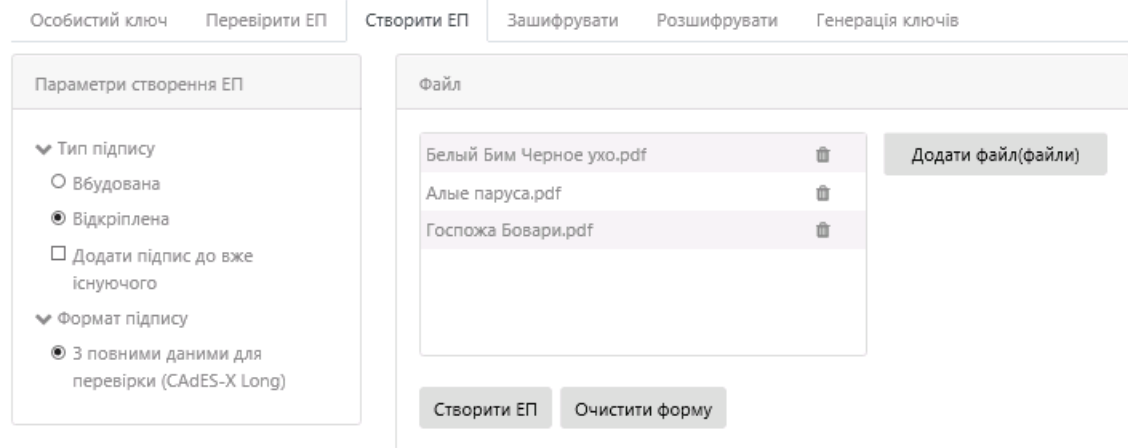 Особистий ключ Перевірити ЕП Створити ЕП Зашифрувати Розшифрувати Генерація ключів
Параметри створення ЕП
Тип підпису
Вбудована
Відкріплена
Додати підпис до вже
існуючого
Формат підпису
З повними даними для
перевірки (CAdES-X Long)
Файл
Белый Бим Черное ухо.pdf
Алые паруса.pdf
Госпожа Бовари.pdf
Додати файл(файли)
Створити ЕП Очистити форму